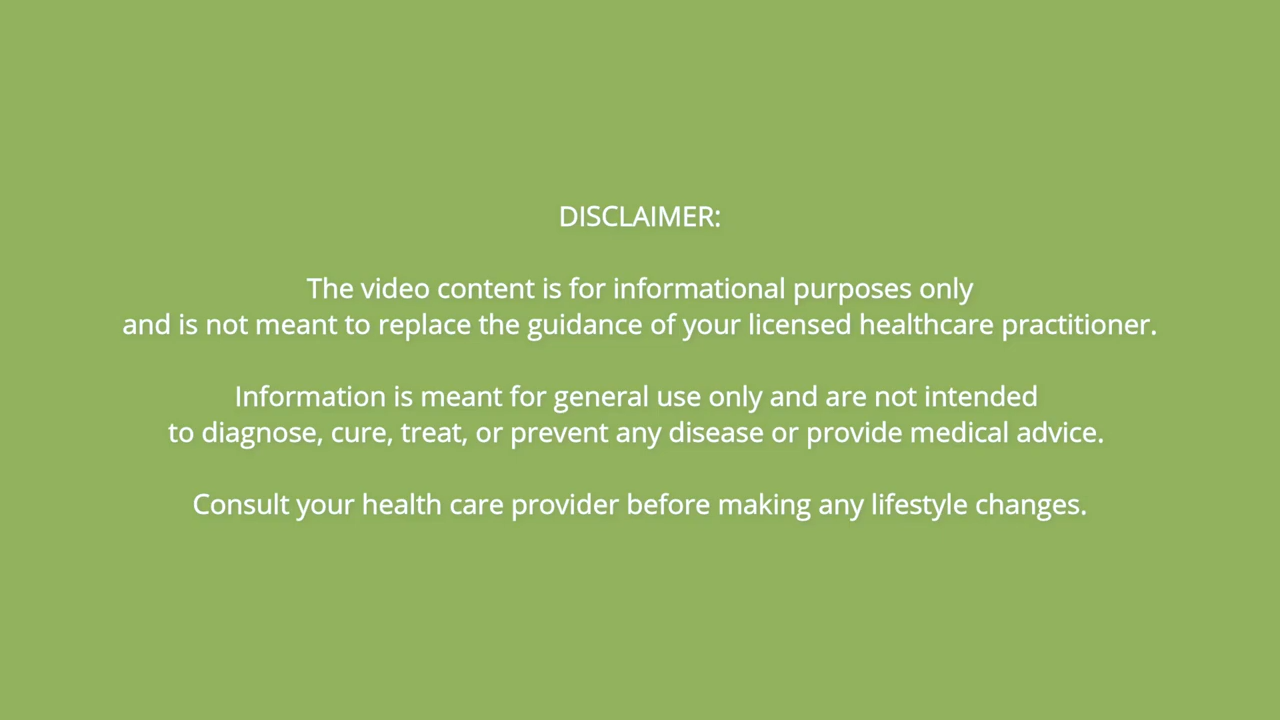 DISCLAIMER:
The video content is for informational purposes only
and is not meant to replace the guidance of your licensed healthcare practitioner.
Information is meant for general use only and are not intended
to diagnose, cure, treat, or prevent any disease or provide medical advice.
Consult your health care provider before making any lifestyle changes.